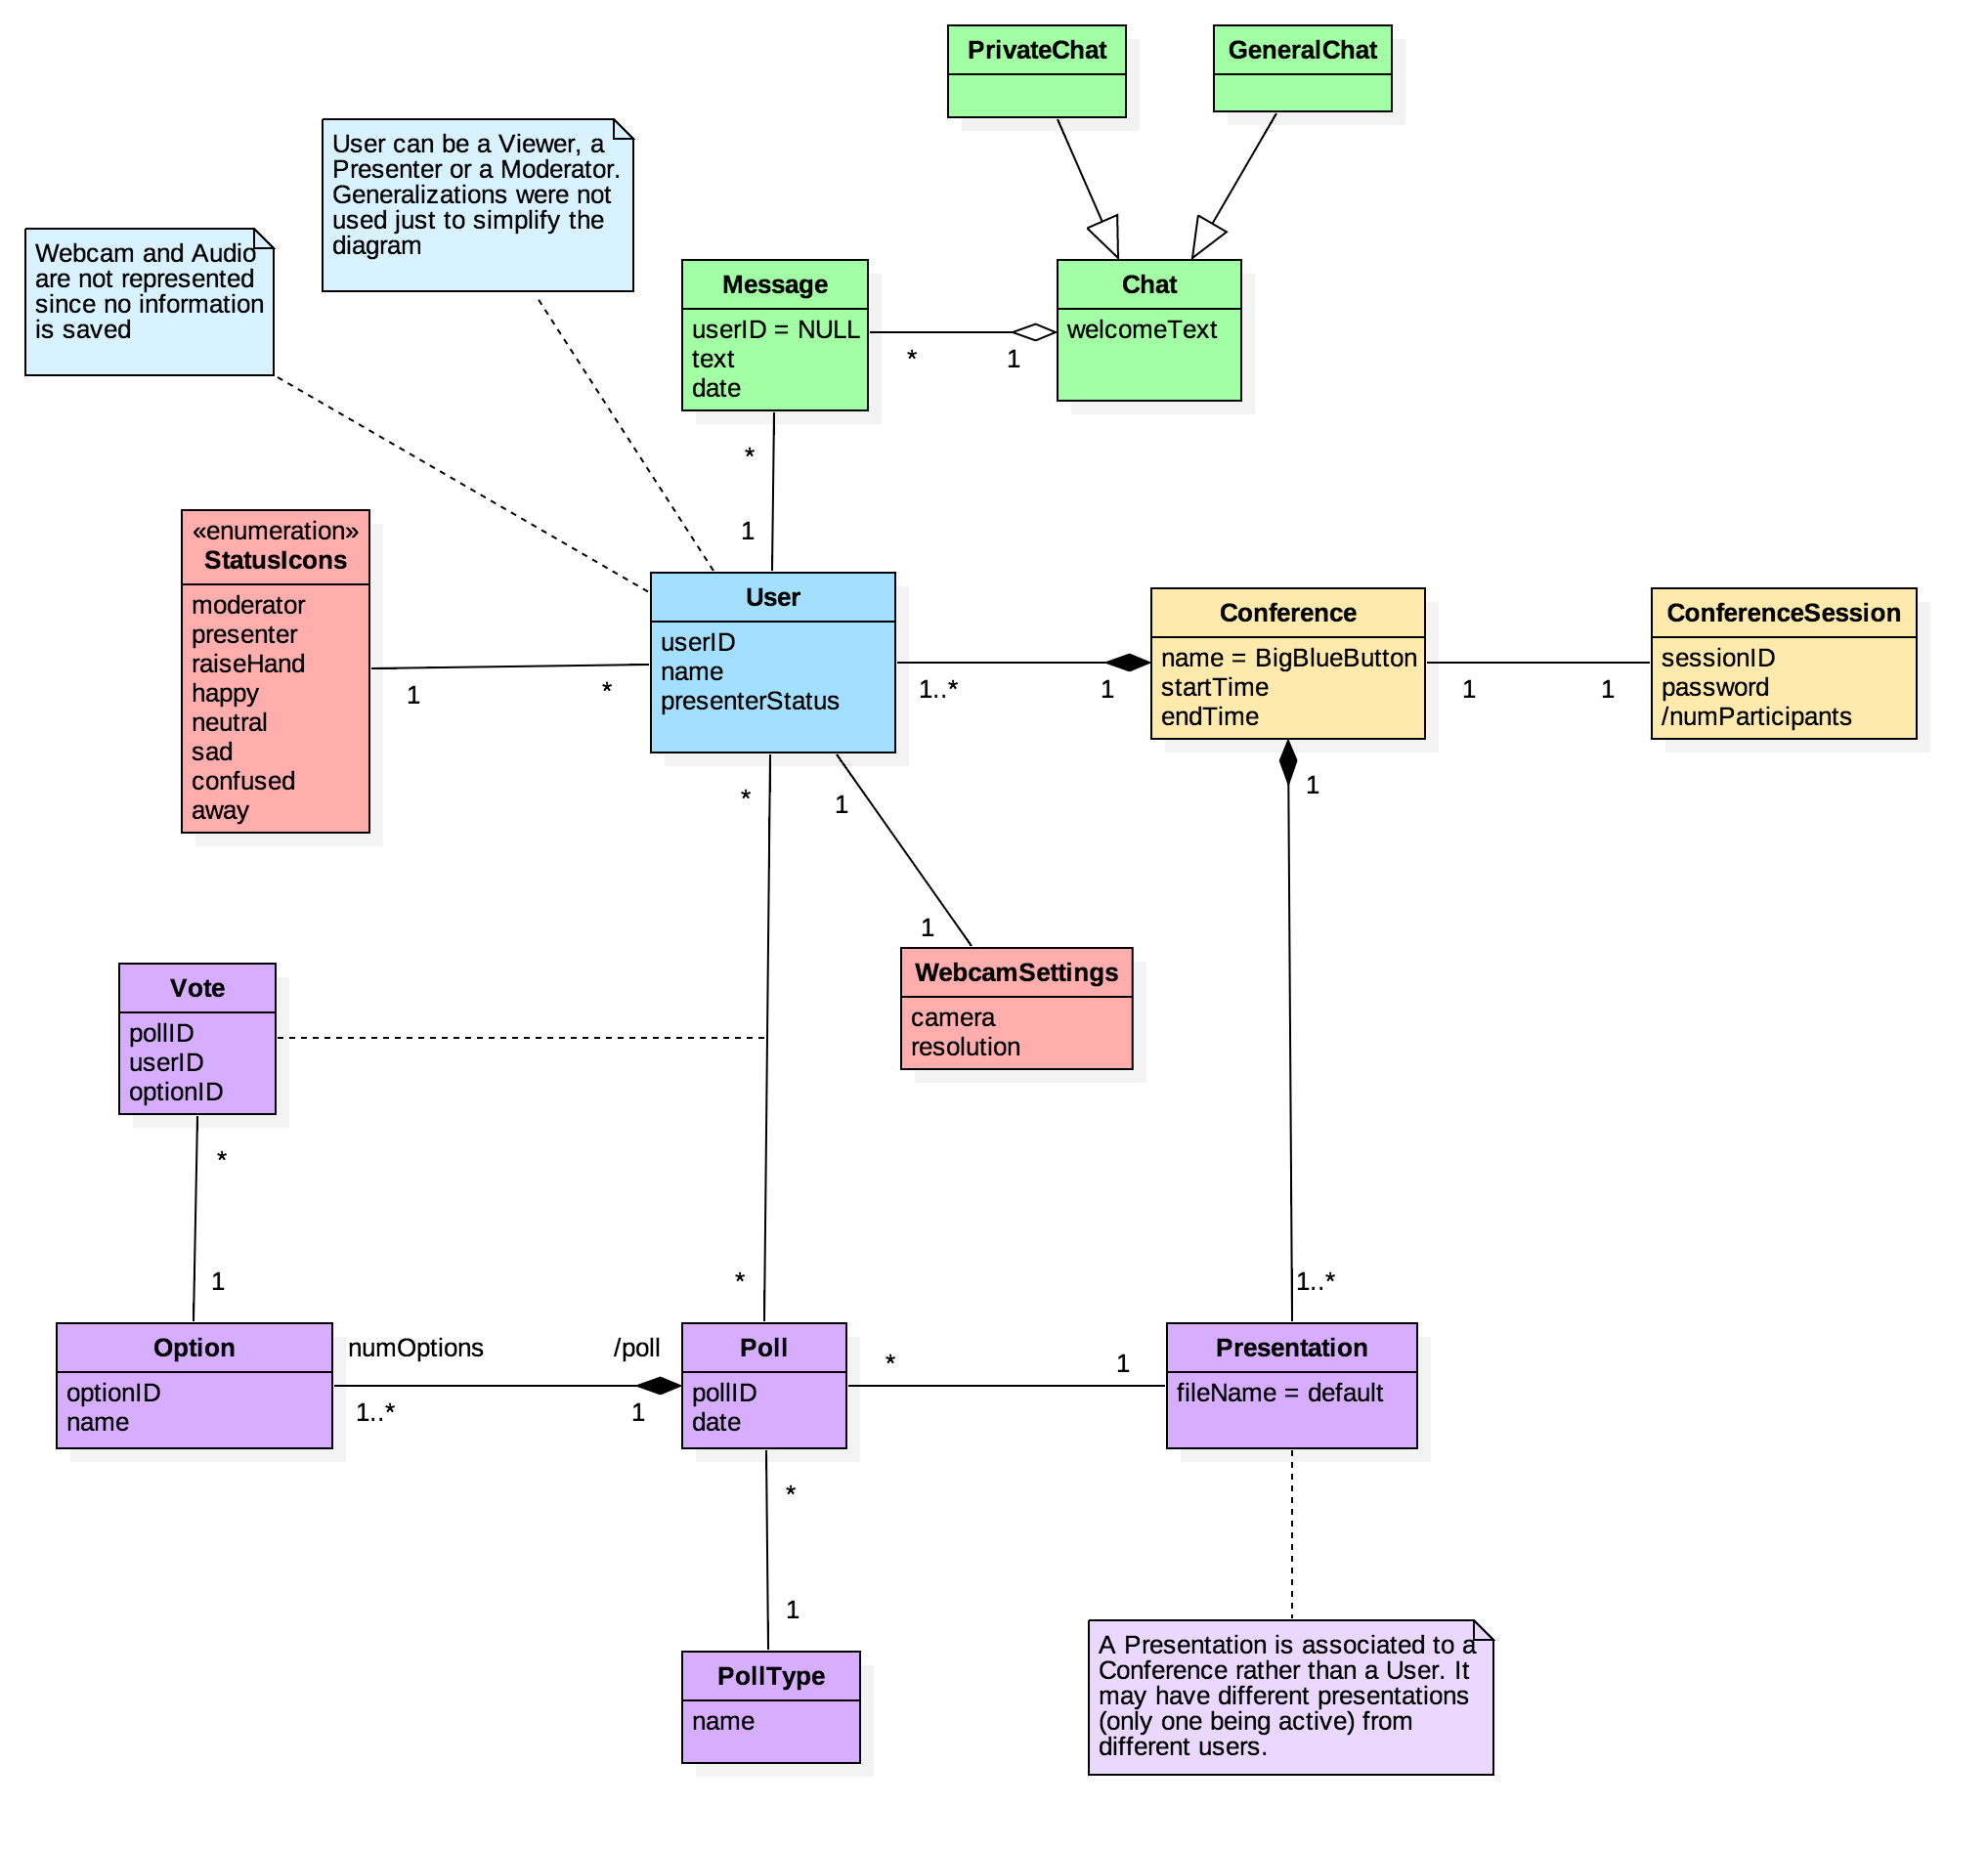 PrivateChat
GeneralChat
User can be a Viewer, a
Presenter or a Moderator.
Generalizations were not
used just to simplify the
diagram
Webcam and Audio
are not represented
since no information
is saved
Message
userID = NULL
text
date
*
1
Chat
welcomeText
*
1
«enumeration»
StatusIcons
moderator
presenter
raiseHand
happy
neutral
sad
confused
away
1
*
User
userID
name
presenterStatus
1..*
1
Conference
name = BigBlueButton
startTime
endTime
1
1
ConferenceSession
sessionID
password
/numParticipants
*
1
1
1
WebcamSettings
camera
resolution
Vote
pollID
userID
optionID
*
1
*
1..*
Option
optionID
name
numOptions
/poll
1..*
1
Poll
pollID
date
*
1
Presentation
fileName = default
*
1
PollType
name
A Presentation is associated to a
Conference rather than a User. It
may have different presentations
(only one being active) from
different users.